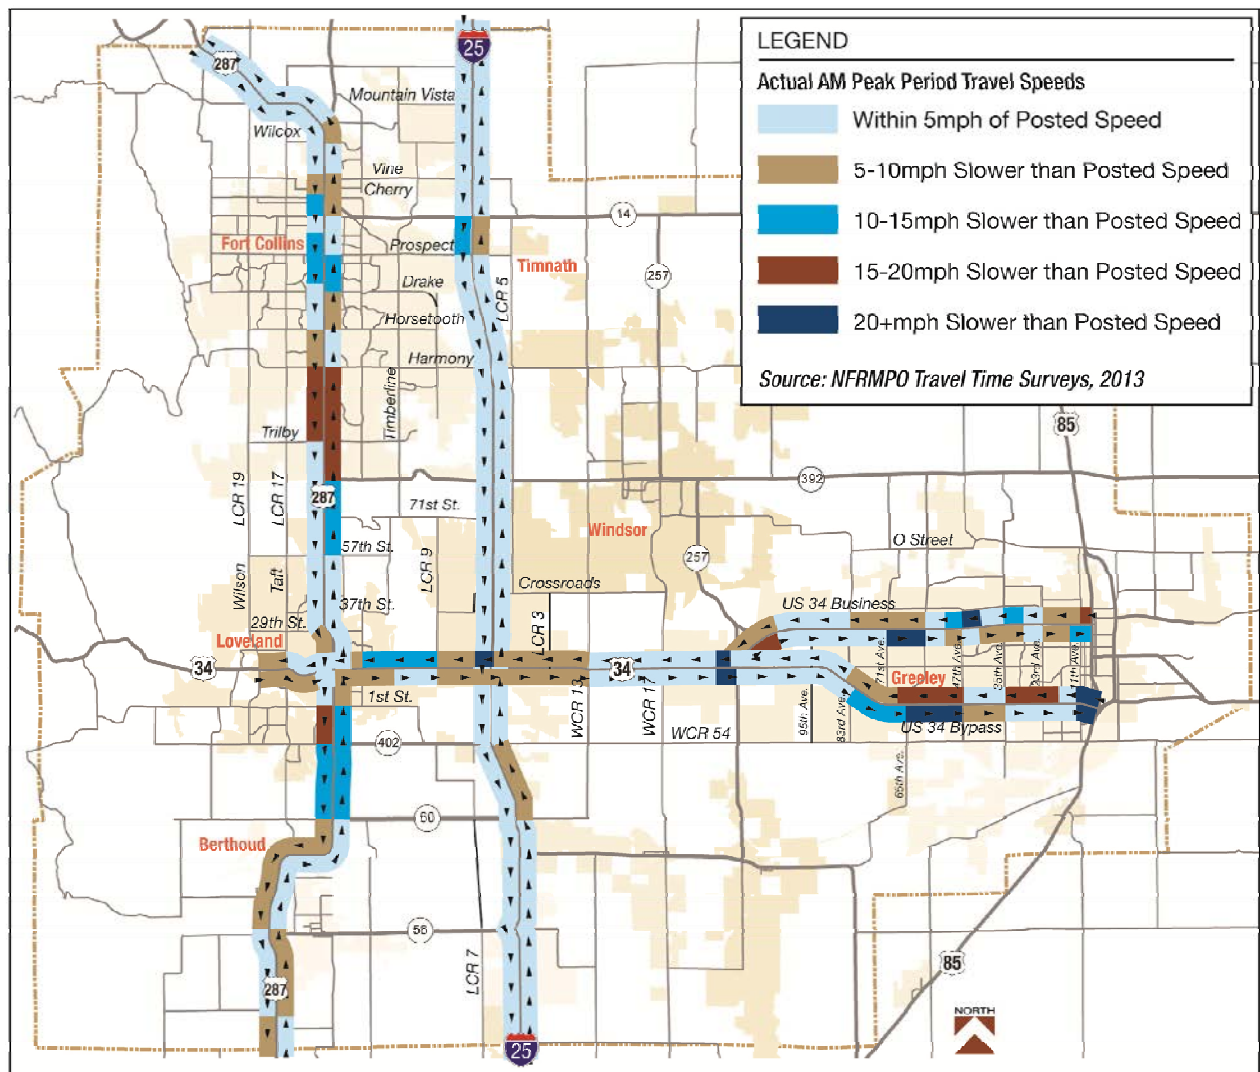 LEGEND
Actual AM Peak Period Travel Speeds
Within 5mph of Posted Speed
5-10mph Slower than Posted Speed
10-15mph Slower than Posted Speed
15-20mph Slower than Posted Speed
20+mph Slower than Posted Speed
Source: NFRMPO Travel Time Surveys, 2013
25
287
Mountain Vista
Wilcox
Vine
Cherry
14
Fort Collins
Prospect
Timnath
257
Drake
LCR 5
Horsetooth
Harmony
Timberline
Trilby
85
392
LCR 19
LCR 17
287
71st St.
Windsor
O Street
57th St.
257
LCR 9
Wilson
Taft
Crossroads
37th St.
US 34 Business
29th St.
LCR 3
Loveland
34
34
71st Ave.
47th Ave.
23rd Ave.
11th Ave.
Greeley
1st St.
WCR 13
WCR 17
95th Ave.
83rd Ave.
US 34 Bypass
402
WCR 54
65th Ave.
60
Berthoud
56
LCR 7
85
287
NORTH
25